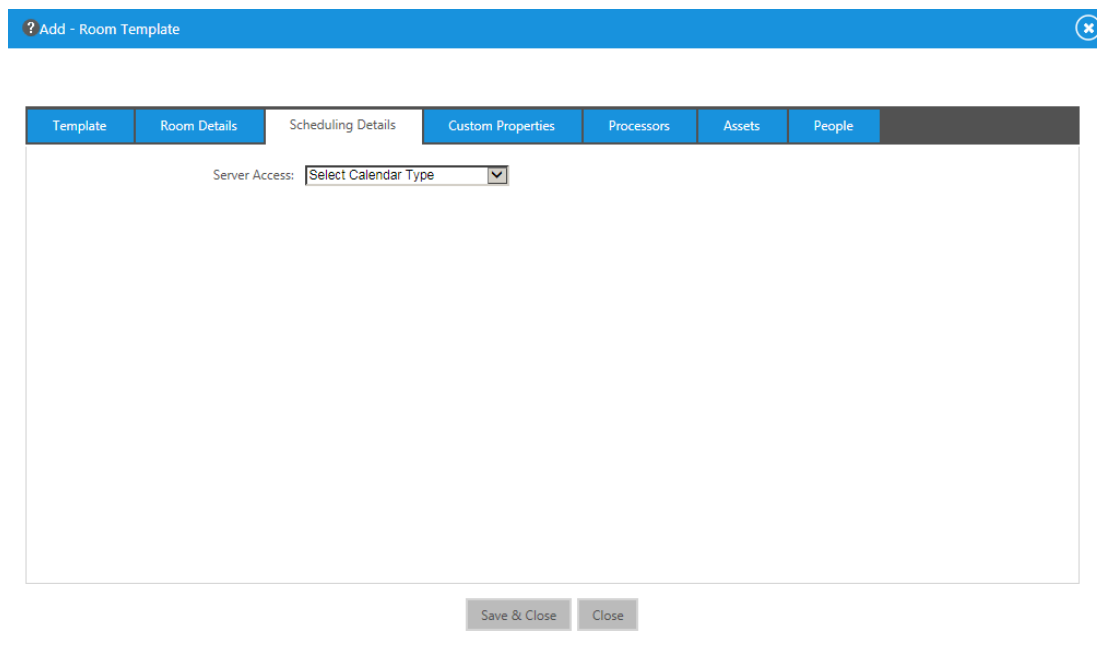 ?Add - Room Template
Template Room Details Scheduling Details Custom Properties Processors Assets People
Server Access: Select Calendar Type
Save & Close Close